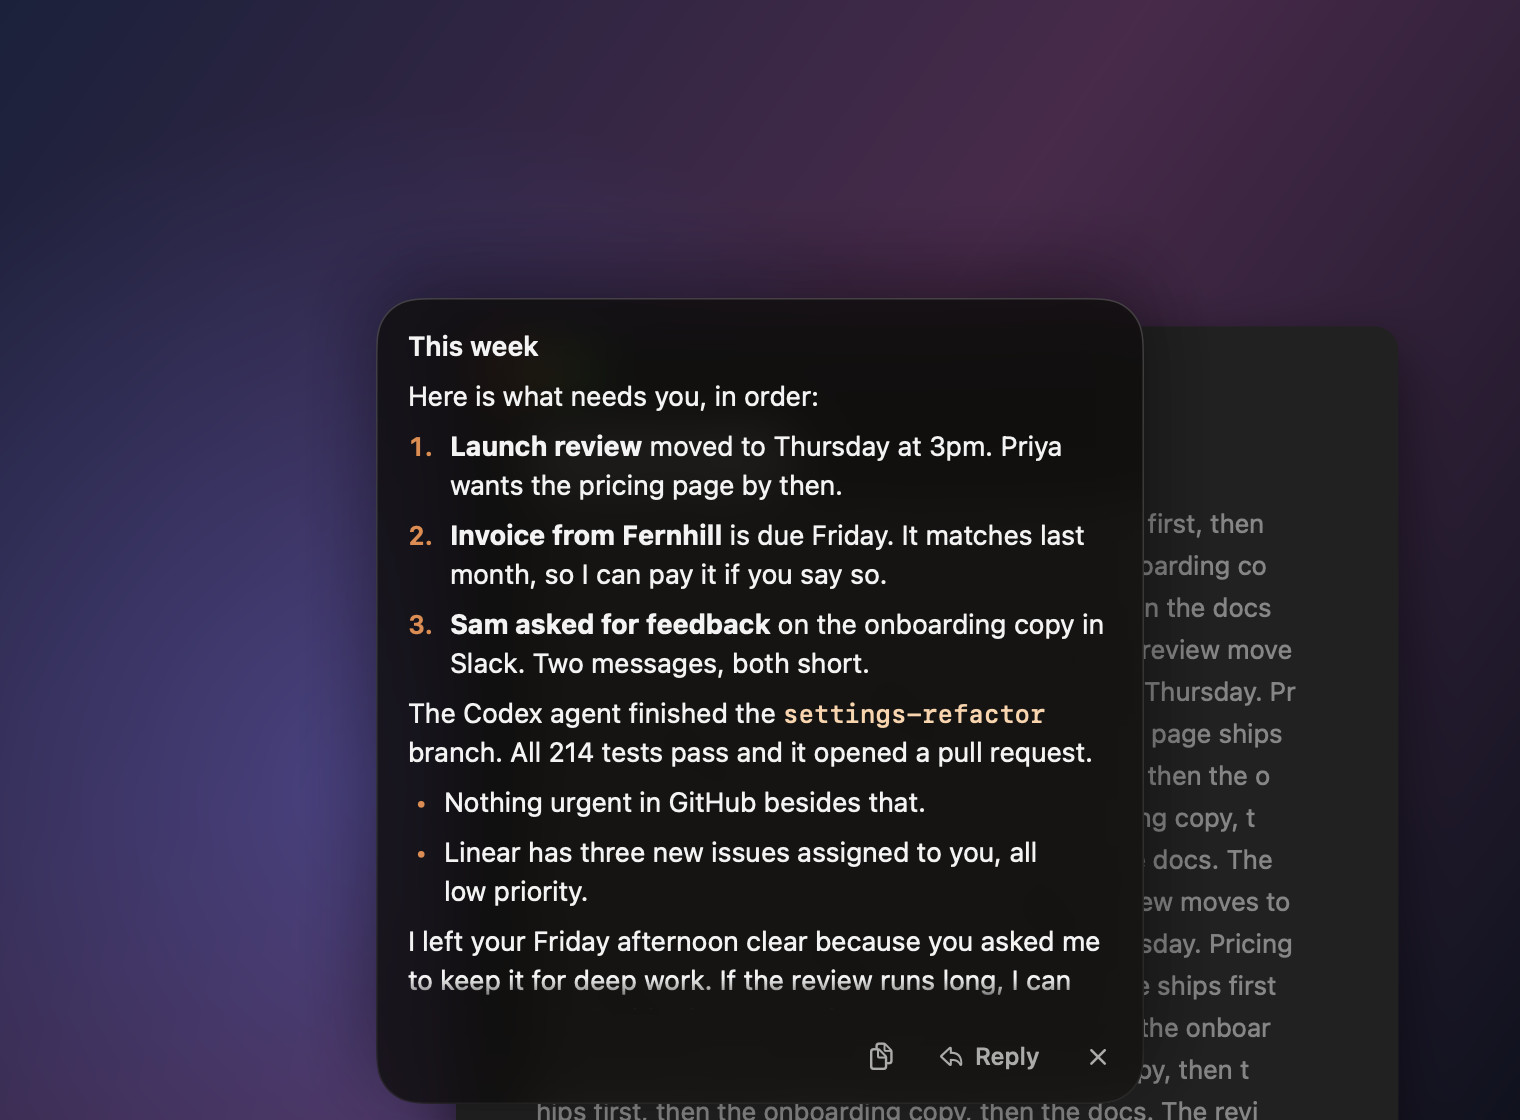 This week
Here is what needs you, in order:
1. Launch review moved to Thursday at 3pm. Priya
wants the pricing page by then.
2. Invoice from Fernhill is due Friday. It matches last
month, so I can pay it if you say so.
3. Sam asked for feedback on the onboarding copy in
Slack. Two messages, both short.
The Codex agent finished the settings-refactor
branch. All 214 tests pass and it opened a pull request.
• Nothing urgent in GitHub besides that.
• Linear has three new issues assigned to you, all
low priority.
I left your Friday afternoon clear because you asked me
to keep it for deep work. If the review runs long, I can
Reply
first, then
oarding co
n the docs
review move
Thursday. Pr
page ships
then the o
ng copy, t
docs. The
ew moves to
sday. Pricing
ships first
the onboar
py, then t
hips first, then the onboarding copy, then the docs. The revi